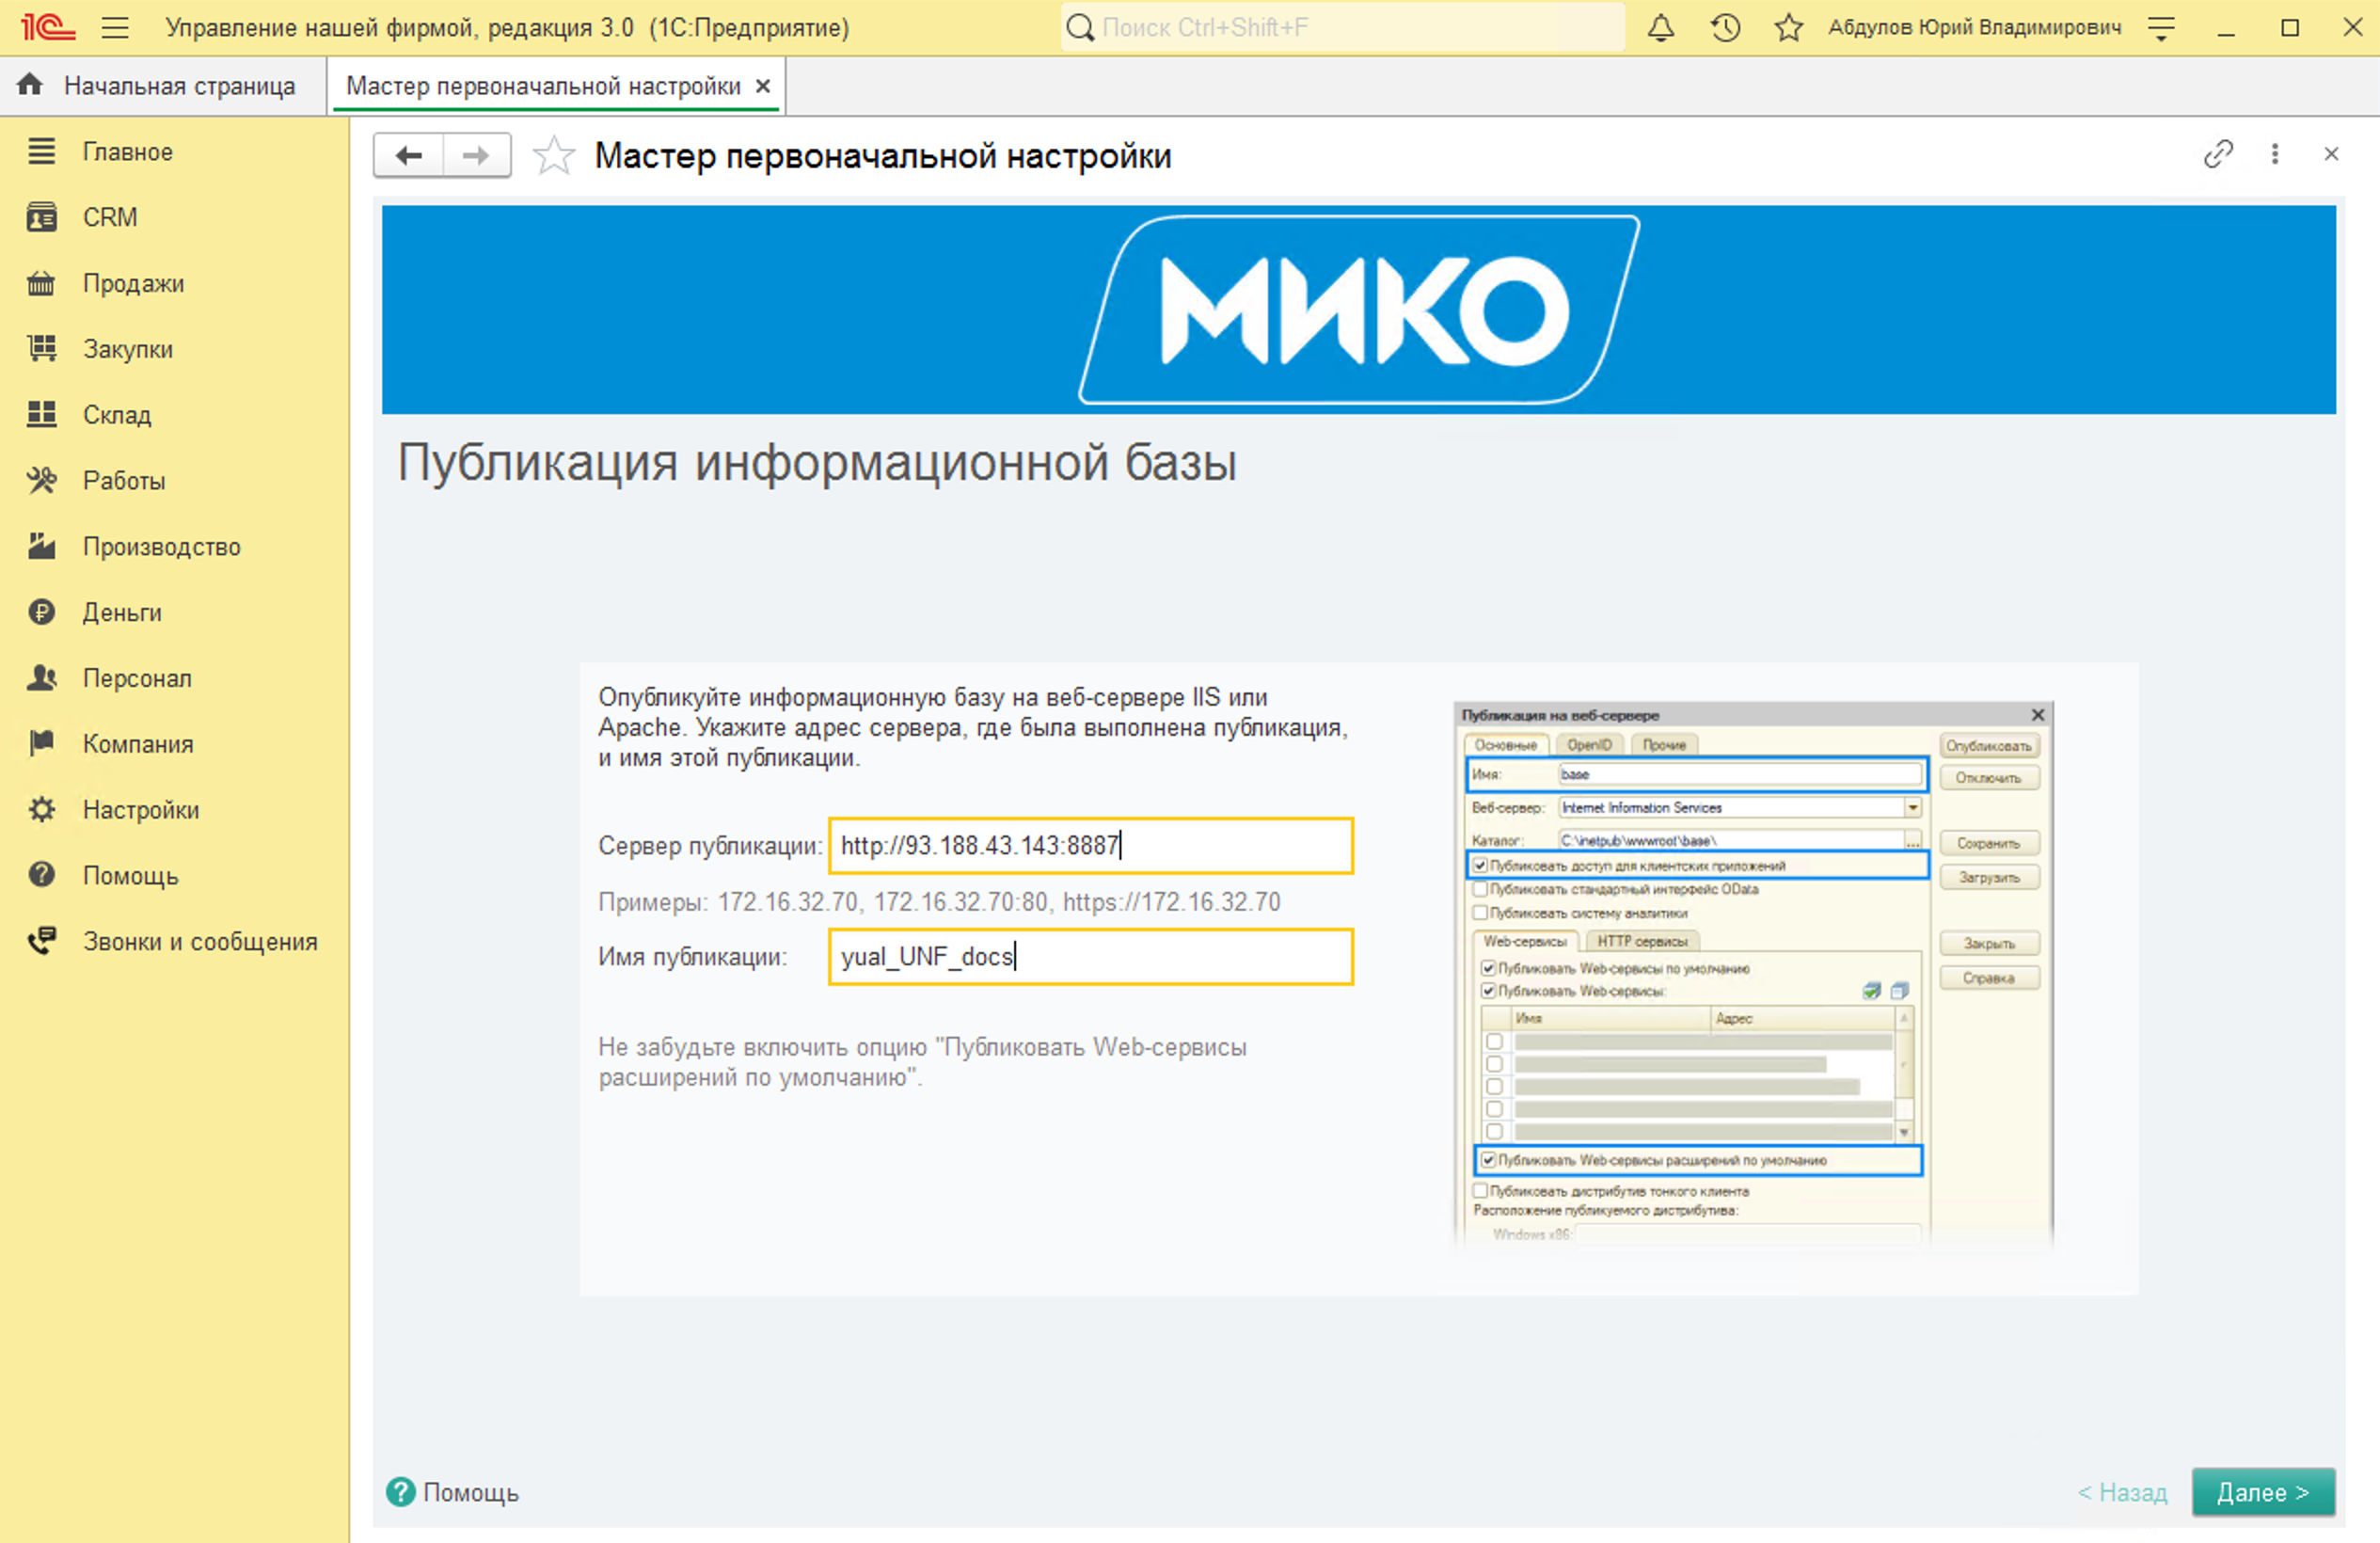 1С
Управление нашей фирмой, редакция 3.0 (1С:Предприятие)
Поиск Ctrl+Shift+F
Абдулов Юрий Владимирович
Начальная страница
Мастер первоначальной настройки
Главное
CRM
Продажи
Закупки
Склад
Работы
Производство
Деньги
Персонал
Компания
Настройки
Помощь
Звонки и сообщения
Мастер первоначальной настройки
МИКО
Публикация информационной базы
Опубликуйте информационную базу на веб-сервере IIS или
Apache. Укажите адрес сервера, где была выполнена публикация,
и имя этой публикации.
Сервер публикации: http://93.188.43.143:8887
Примеры: 172.16.32.70, 172.16.32.70:80, https://172.16.32.70
Имя публикации: yual_UNF_docs
Не забудьте включить опцию "Публиковать Web-сервисы
расширений по умолчанию".
Публикация на веб-сервере
Основные OpenID Прочие
Опубликовать
Имя: base
Отключить
Веб-сервер: Internet Information Services
Каталог: C:\inetpub\wwwroot\base\ ...
Сохранить
Публиковать доступ для клиентских приложений
Загрузить
Публиковать стандартный интерфейс OData
Публиковать систему аналитики
Web-сервисы HTTP сервисы
Закрыть
Публиковать Web-сервисы по умолчанию
Справка
Публиковать Web-сервисы:
Имя Адрес
Публиковать Web-сервисы расширений по умолчанию
Публиковать дистрибутив тонкого клиента
Расположение публикуемого дистрибутива:
Windows x86:
Помощь
< Назад
Далее >